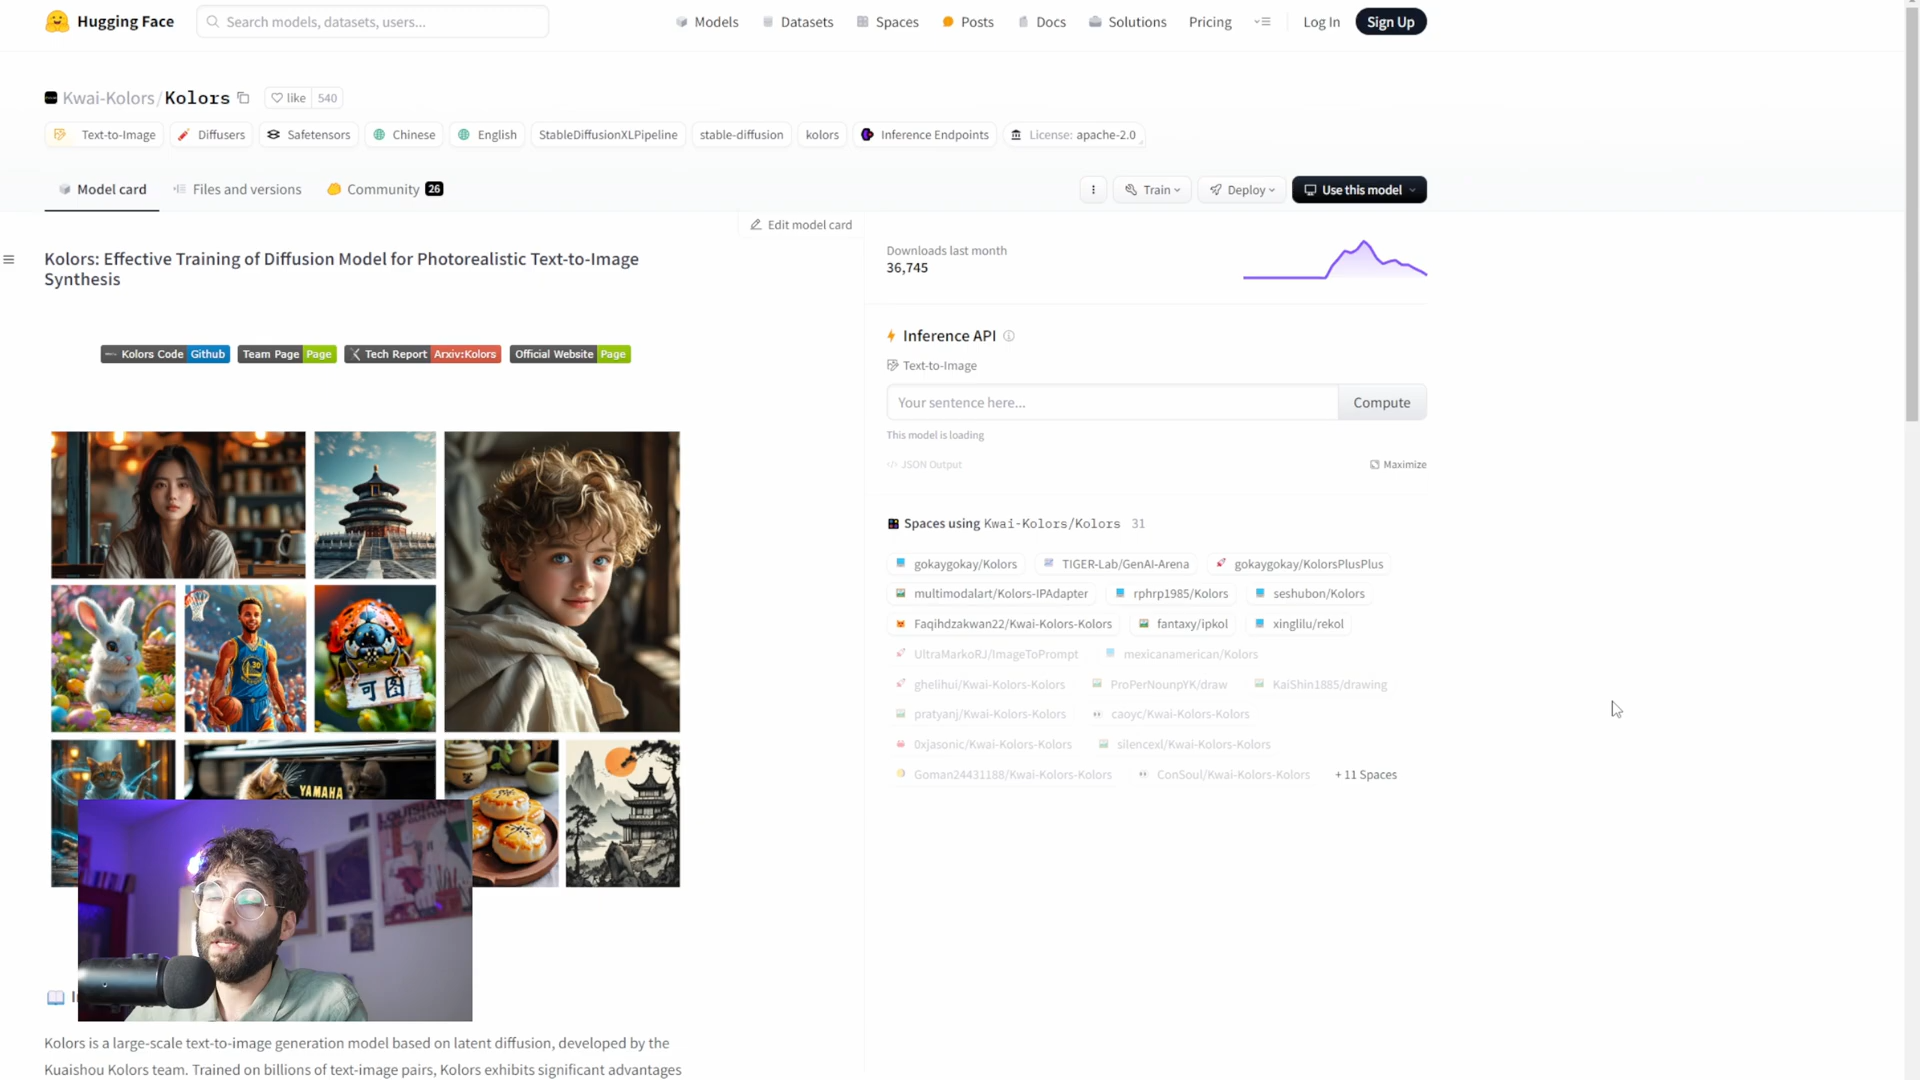 Hugging Face
Search models, datasets, users...
Models
Datasets
Spaces
Posts
Docs
Solutions
Pricing
Log In
Sign Up
Kwai-Kolors/Kolors
like 540
Text-to-Image
Diffusers
Safetensors
Chinese
English
StableDiffusionXLPipeline
stable-diffusion
kolors
Inference Endpoints
License: apache-2.0
Model card
Files and versions
Community 26
Train
Deploy
Use this model
Edit model card
Kolors: Effective Training of Diffusion Model for Photorealistic Text-to-Image
Synthesis
Kolors Code Github
Team Page Page
Tech Report Arxiv:Kolors
Official Website Page
30
可图
YAMAHA
LOUISIANA
Kolors is a large-scale text-to-image generation model based on latent diffusion, developed by the
Kuaishou Kolors team. Trained on billions of text-image pairs, Kolors exhibits significant advantages
Downloads last month
36,745
Inference API
Text-to-Image
Your sentence here...
Compute
This model is loading
JSON Output
Maximize
Spaces using Kwai-Kolors/Kolors 31
gokaygokay/Kolors
TIGER-Lab/GenAI-Arena
gokaygokay/KolorsPlusPlus
multimodalart/Kolors-IPAdapter
rphrp1985/Kolors
seshubon/Kolors
Faqihdzakwan22/Kwai-Kolors-Kolors
fantaxy/ipkol
xinglilu/rekol
UltraMarkoRJ/ImageToPrompt
mexicanamerican/Kolors
ghelihui/Kwai-Kolors-Kolors
ProPerNounpYK/draw
KaiShin1885/drawing
pratyanj/Kwai-Kolors-Kolors
caoyc/Kwai-Kolors-Kolors
0xjasonic/Kwai-Kolors-Kolors
silencexl/Kwai-Kolors-Kolors
Goman24431188/Kwai-Kolors-Kolors
ConSoul/Kwai-Kolors-Kolors
+ 11 Spaces